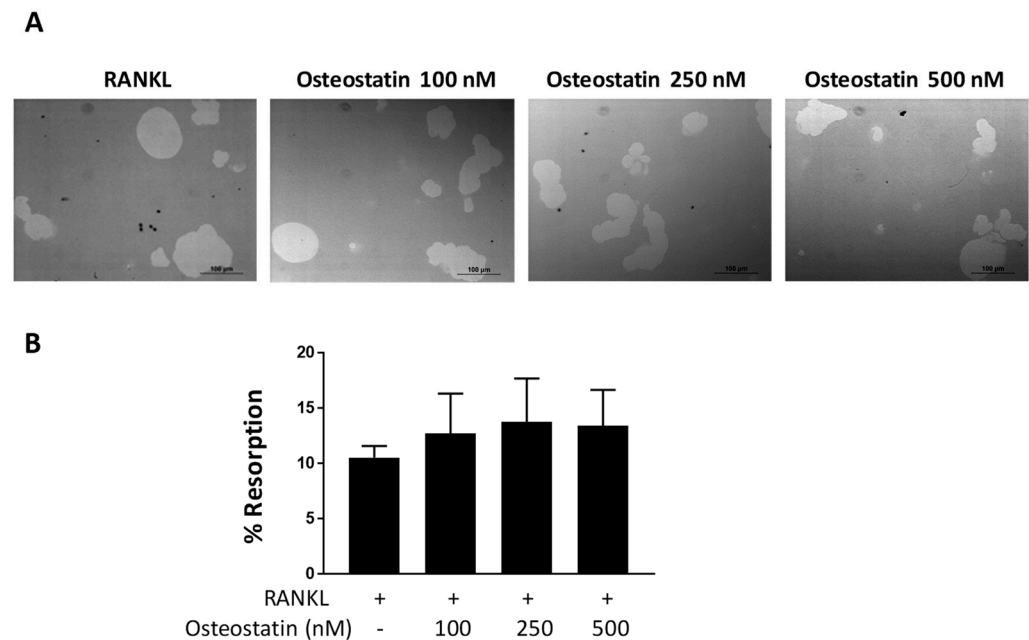 A
RANKL Osteostatin 100 nM Osteostatin 250 nM Osteostatin 500 nM
100 µm 100 µm 100 µm 100 µm
B
20
15
10
5
0
% Resorption
RANKL + + + +
Osteostatin (nM) - 100 250 500